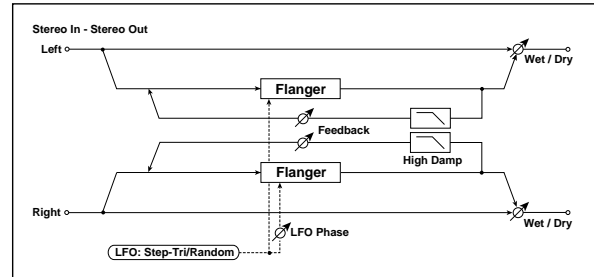 Stereo In - Stereo Out
Left
Wet / Dry
Flanger
Feedback
High Damp
Flanger
Right
LFO Phase
Wet / Dry
LFO: Step-Tri/Random